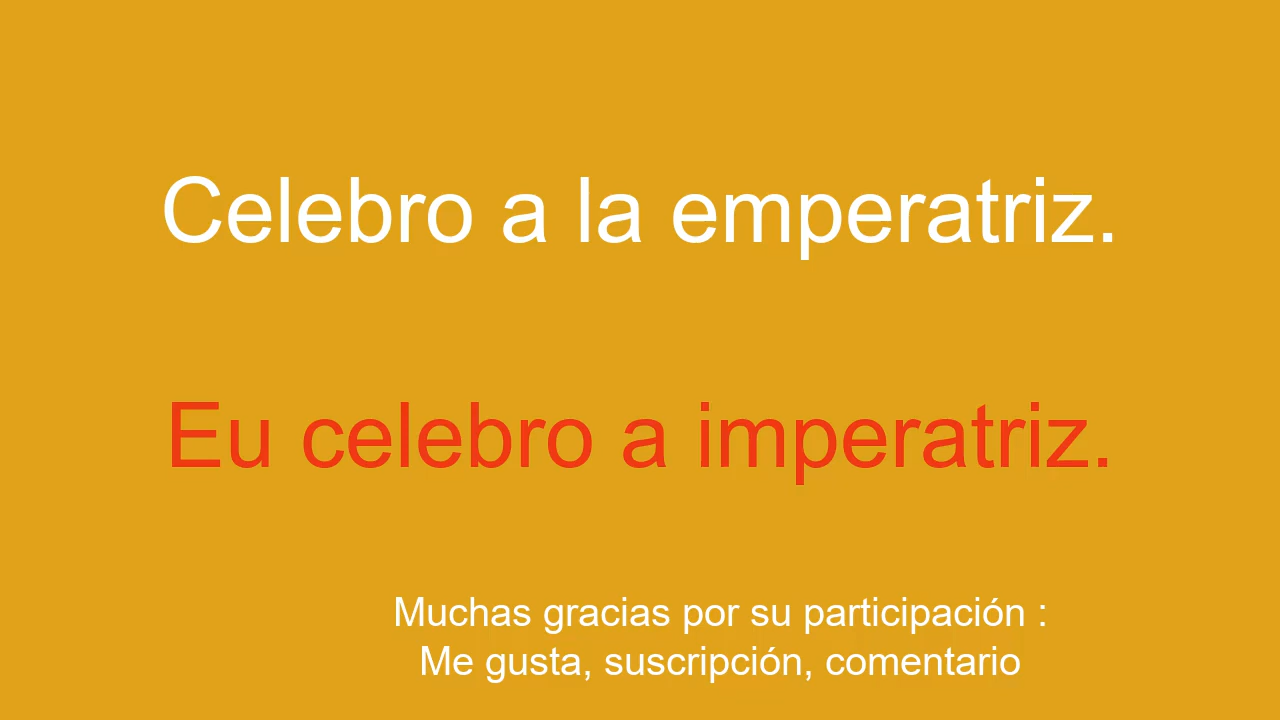 Celebro a la emperatriz.
Eu celebro a imperatriz.
Muchas gracias por su participación :
Me gusta, suscripción, comentario